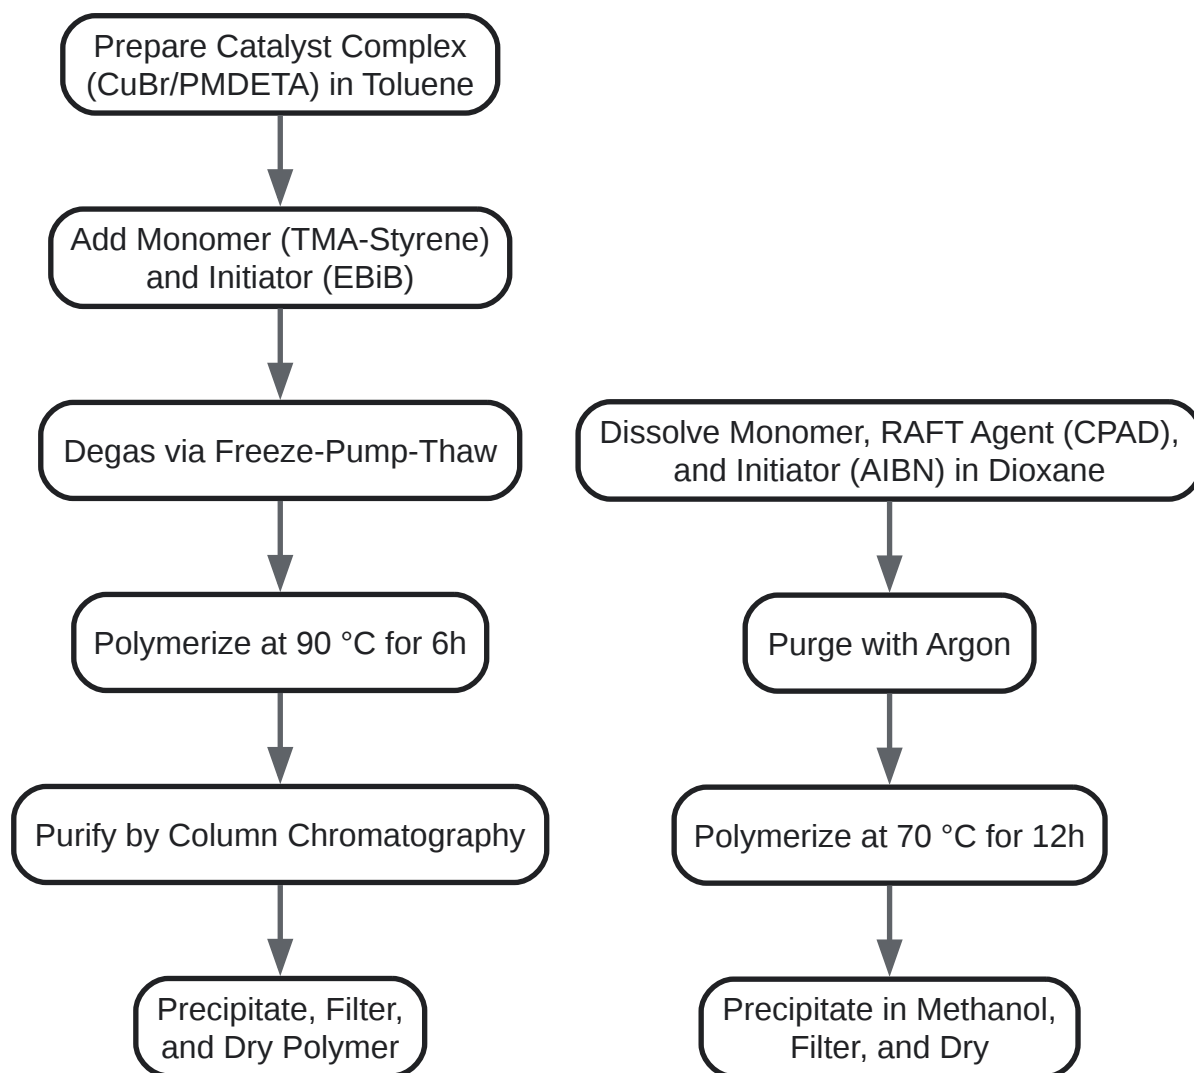 Prepare Catalyst Complex
(CuBr/PMDETA) in Toluene
Add Monomer (TMA-Styrene)
and Initiator (EBiB)
Degas via Freeze-Pump-Thaw
Polymerize at 90 °C for 6h
Purify by Column Chromatography
Precipitate, Filter,
and Dry Polymer
Dissolve Monomer, RAFT Agent (CPAD),
and Initiator (AIBN) in Dioxane
Purge with Argon
Polymerize at 70 °C for 12h
Precipitate in Methanol,
Filter, and Dry